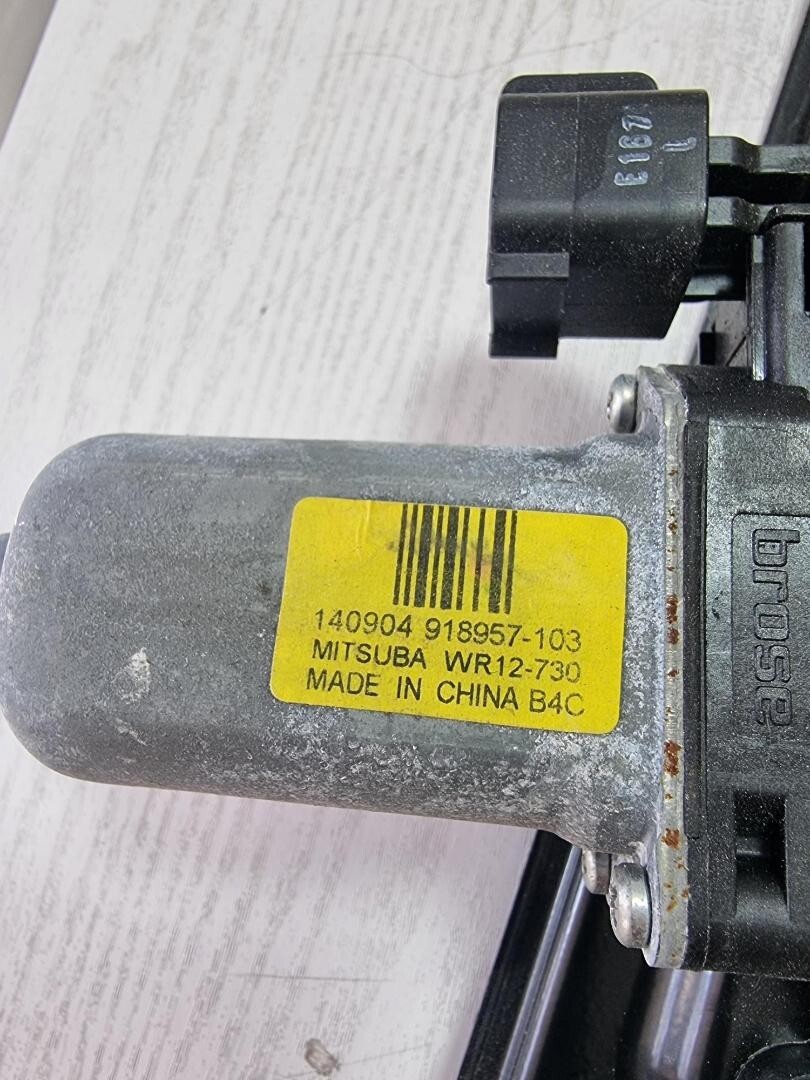 E167
L
140904 918957-103
MITSUBA WR12-730
MADE IN CHINA B4C
brose